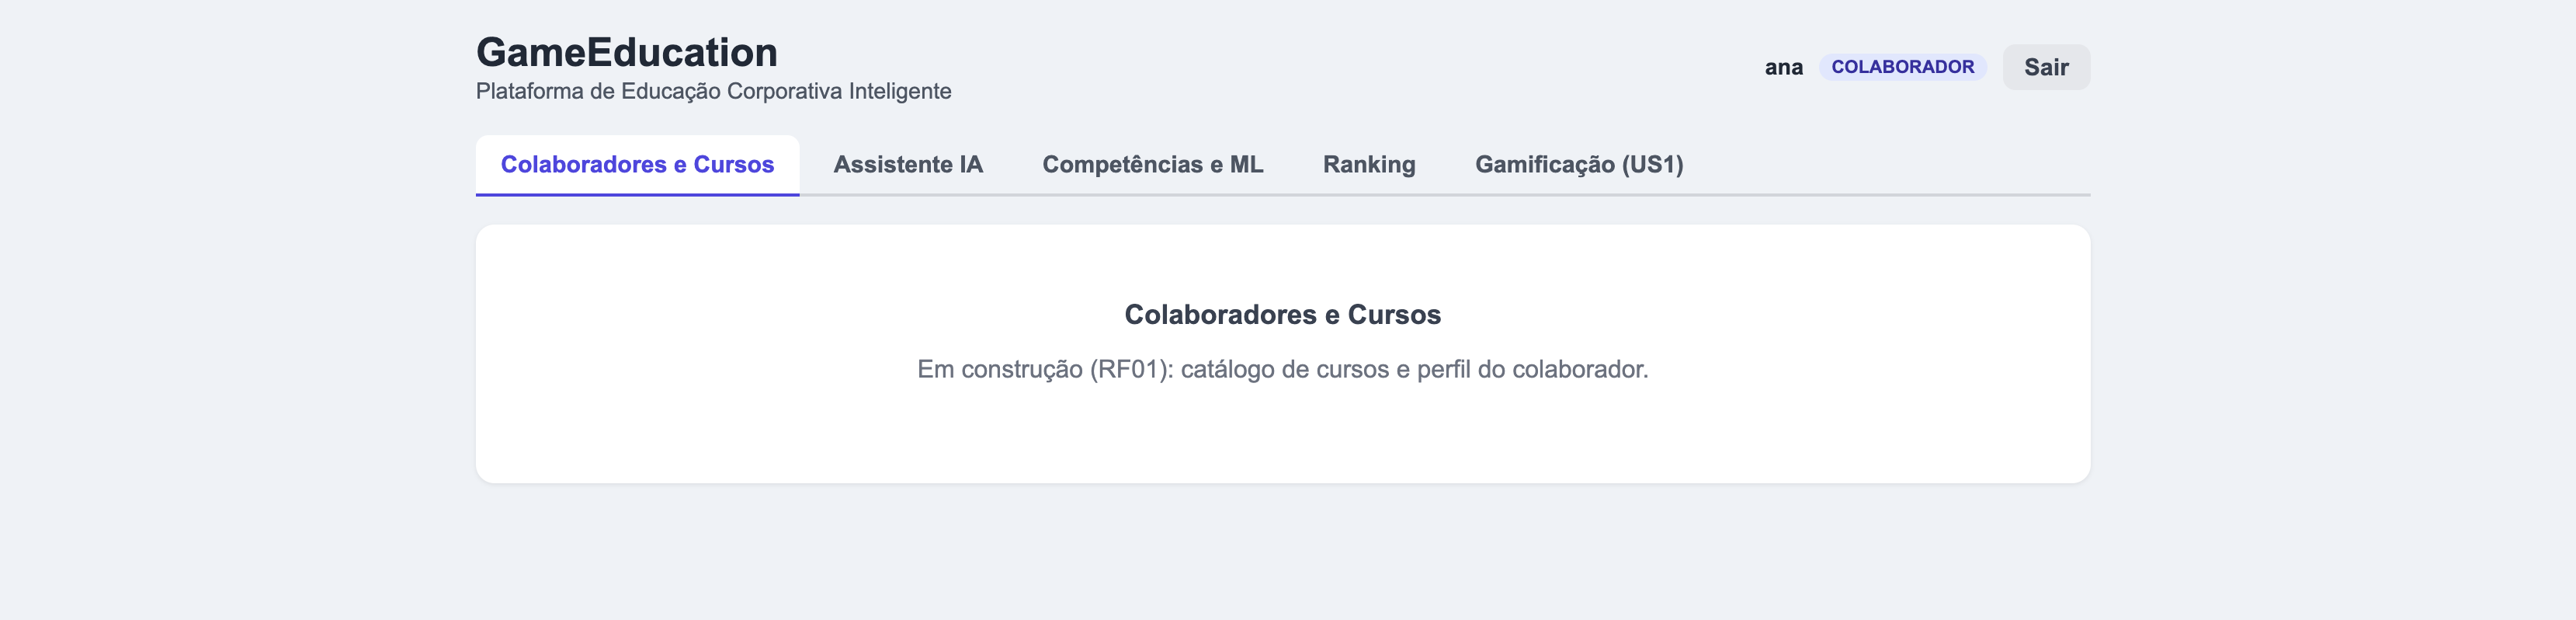 GameEducation
Plataforma de Educação Corporativa Inteligente
ana COLABORADOR Sair
Colaboradores e Cursos Assistente IA Competências e ML Ranking Gamificação (US1)
Colaboradores e Cursos
Em construção (RF01): catálogo de cursos e perfil do colaborador.